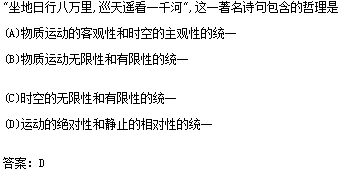 “坐地日行八万里,巡天遥看一千河”,这一著名诗句包含的哲理是
(A)物质运动的客观性和时空的主观性的统一
(B)物质运动无限性和有限性的统一
(C)时空的无限性和有限性的统一
(D)运动的绝对性和静止的相对性的统一
答案: D